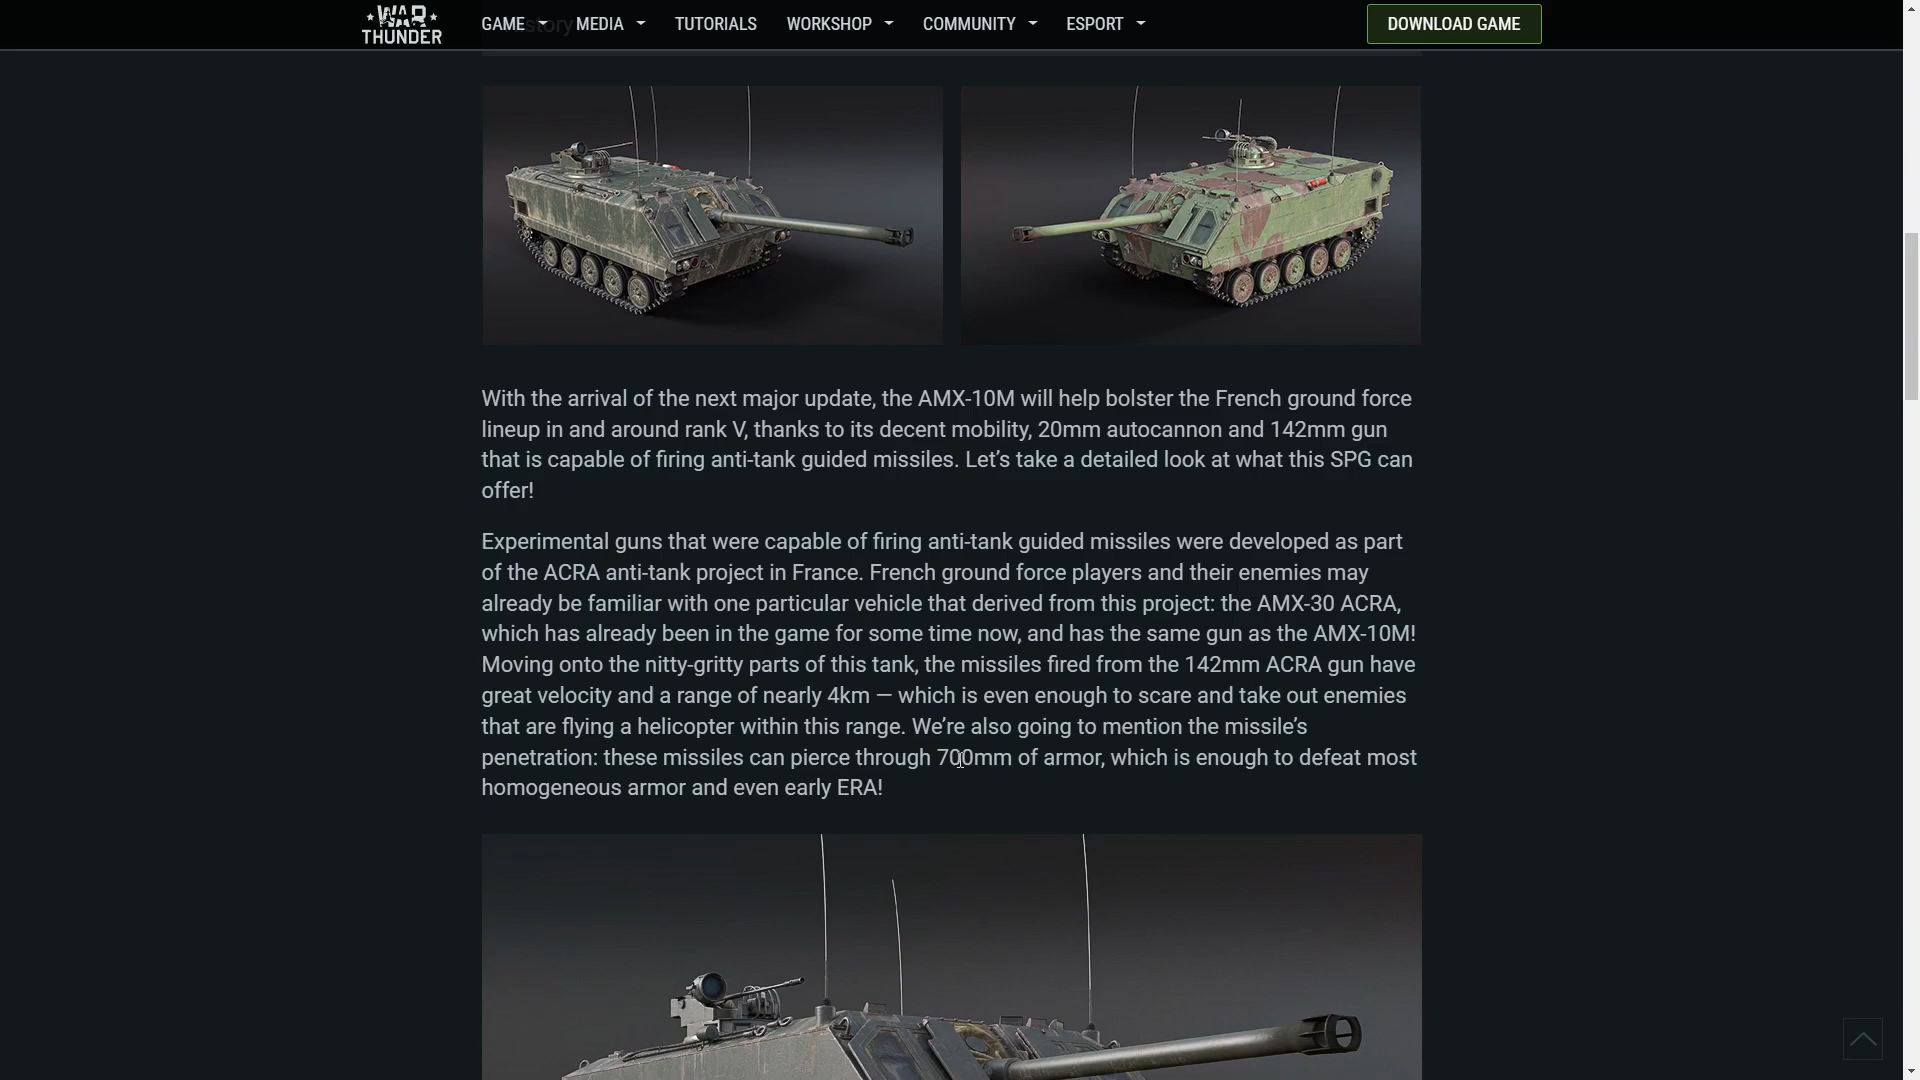 WAR
THUNDER
GAME
MEDIA
TUTORIALS
WORKSHOP
COMMUNITY
ESPORT
DOWNLOAD GAME
With the arrival of the next major update, the AMX-10M will help bolster the French ground force
lineup in and around rank V, thanks to its decent mobility, 20mm autocannon and 142mm gun
that is capable of firing anti-tank guided missiles. Let’s take a detailed look at what this SPG can
offer!
Experimental guns that were capable of firing anti-tank guided missiles were developed as part
of the ACRA anti-tank project in France. French ground force players and their enemies may
already be familiar with one particular vehicle that derived from this project: the AMX-30 ACRA,
which has already been in the game for some time now, and has the same gun as the AMX-10M!
Moving onto the nitty-gritty parts of this tank, the missiles fired from the 142mm ACRA gun have
great velocity and a range of nearly 4km — which is even enough to scare and take out enemies
that are flying a helicopter within this range. We’re also going to mention the missile’s
penetration: these missiles can pierce through 700mm of armor, which is enough to defeat most
homogeneous armor and even early ERA!